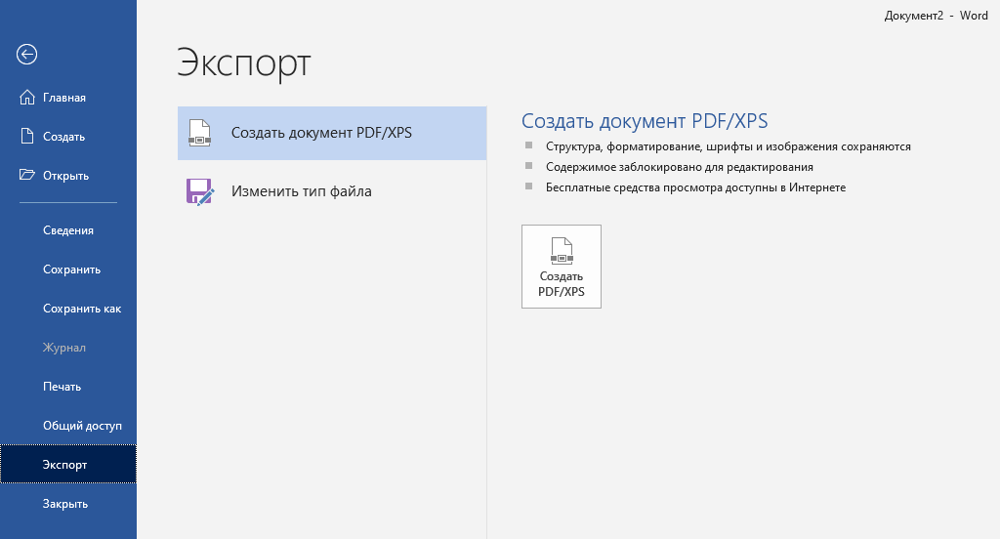 Документ2 - Word
Экспорт
Главная
Создать
Открыть
Сведения
Сохранить
Сохранить как
Журнал
Печать
Общий доступ
Экспорт
Закрыть
Создать документ PDF/XPS
Изменить тип файла
Создать документ PDF/XPS
Структура, форматирование, шрифты и изображения сохраняются
Содержимое заблокировано для редактирования
Бесплатные средства просмотра доступны в Интернете
Создать
PDF/XPS